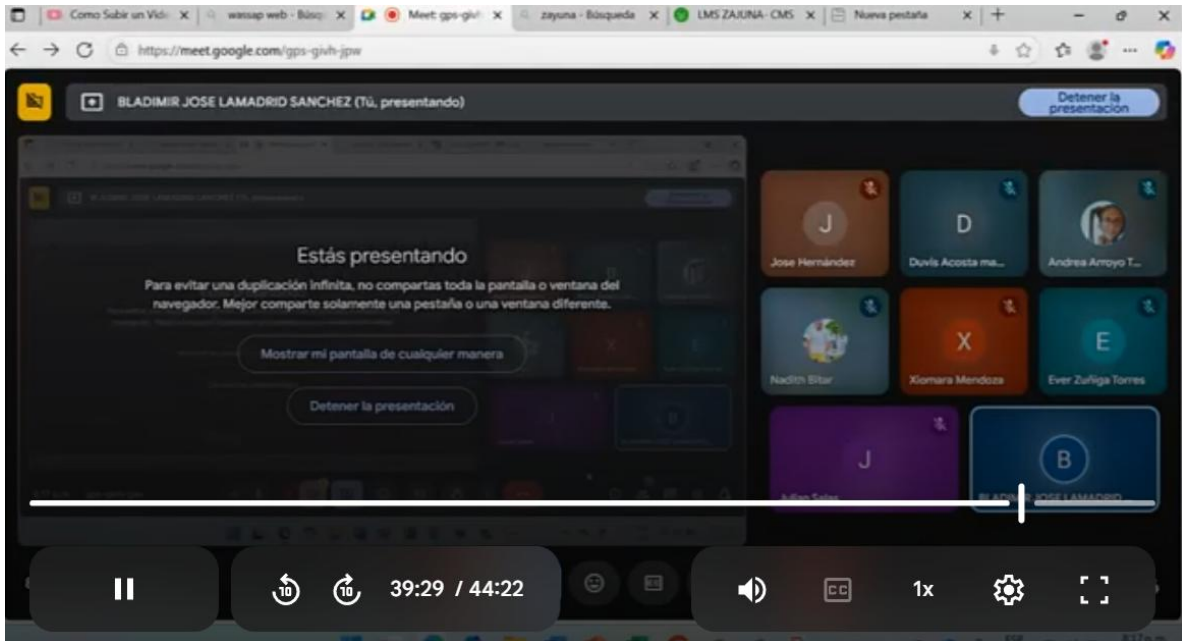 Como Subir un Vid
wassap web - Búsq
Meet: gps-givh
zayuna - Búsqueda
LMS ZAJUNA- CMS
Nueva pestaña
https://meet.google.com/gps-givh-jpw
BLADIMIR JOSE LAMADRID SANCHEZ (Tú, presentando)
Detener la
presentación
Estás presentando
Para evitar una duplicación infinita, no compartas toda la pantalla o ventana del
navegador. Mejor comparte solamente una pestaña o una ventana diferente.
Mostrar mi pantalla de cualquier manera
Detener la presentación
J
Jose Hernández
D
Duvis Acosta ma...
Andrea Arroyo T...
Nadith Bitar
X
Xiomara Mendoza
E
Ever Zuñiga Torres
J
Julian Salas
B
BLADIMIR JOSE LAMADRID ...
10
10
39:29 / 44:22
CC
1x